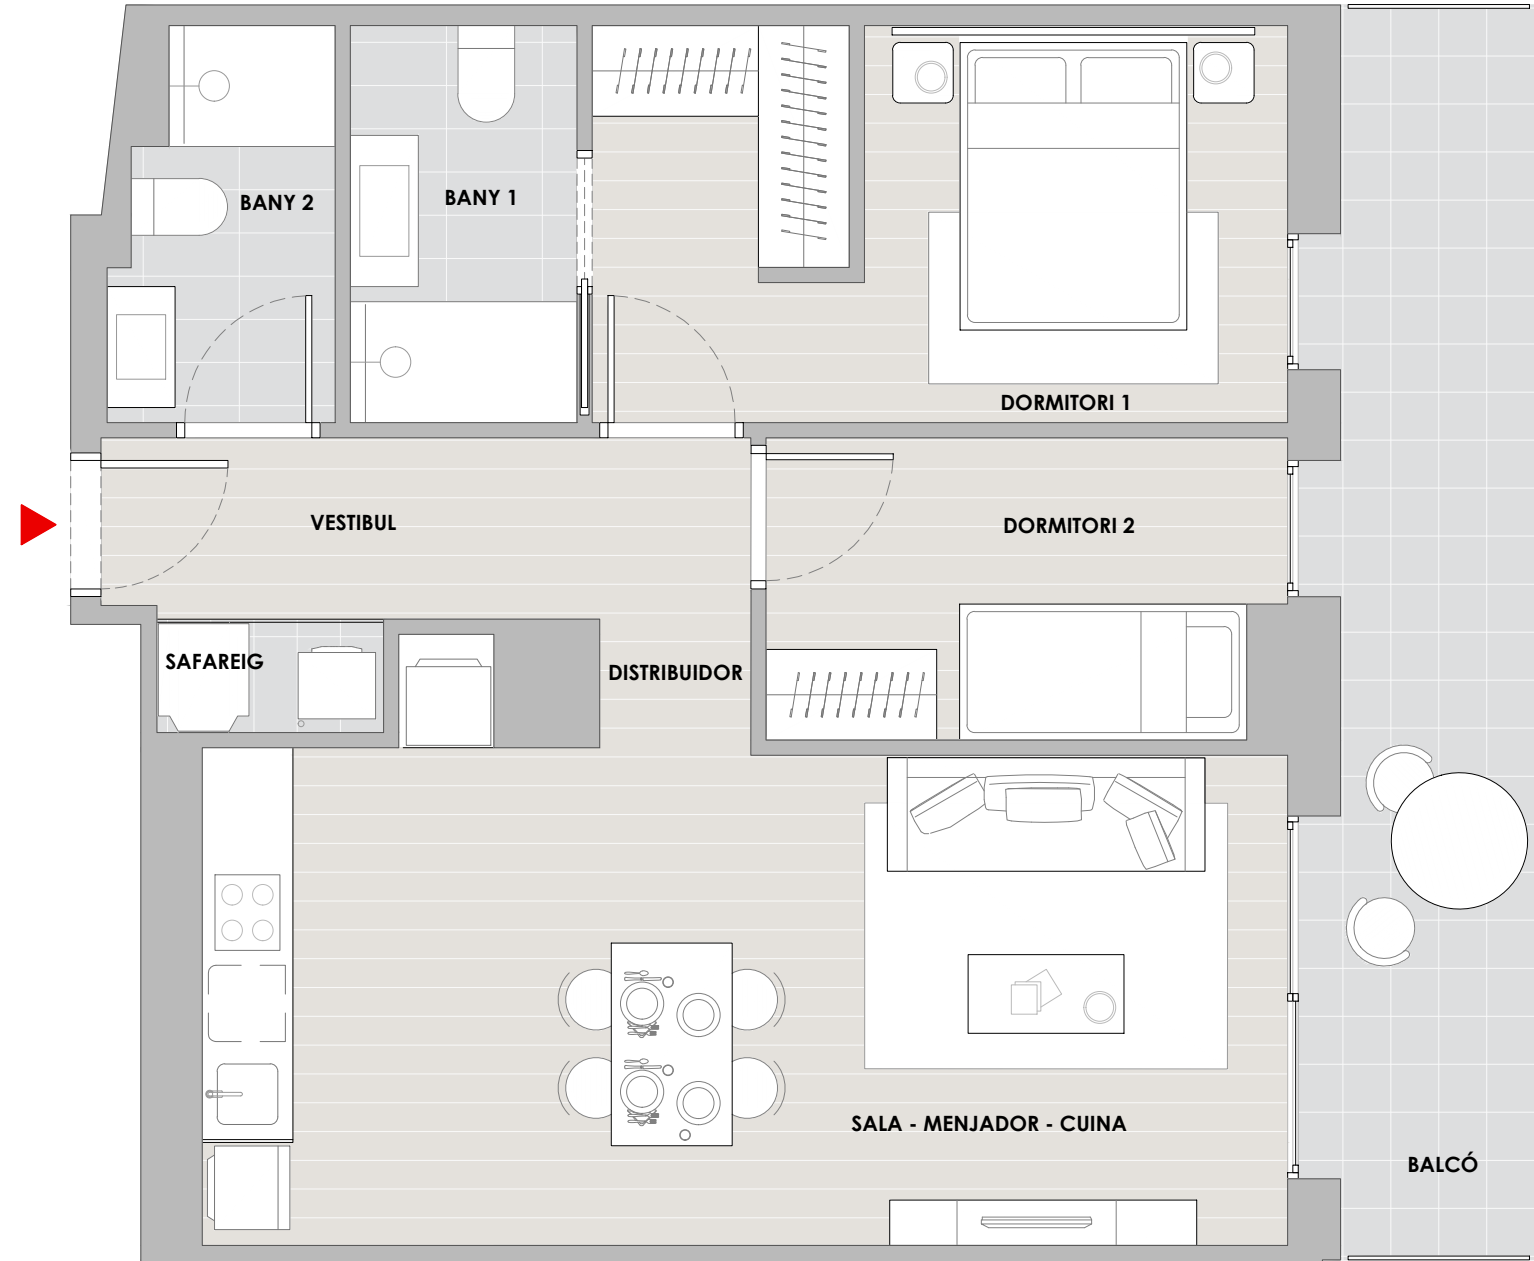 BANY 2
BANY 1
DORMITORI 1
VESTIBUL
DORMITORI 2
SAFAREIG
DISTRIBUIDOR
SALA - MENJADOR - CUINA
BALCÓ